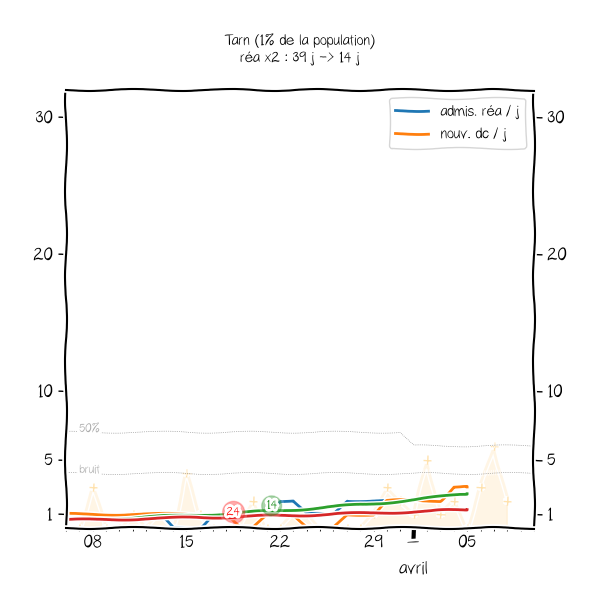 Tarn (1% de la population)
réa x2 : 39 j -> 14 j
admis. réa / j
nouv. dc / j
30 30
20 20
10 10
50%
5 5
bruit
24 14
1 1
08 15 22 29 05
avril